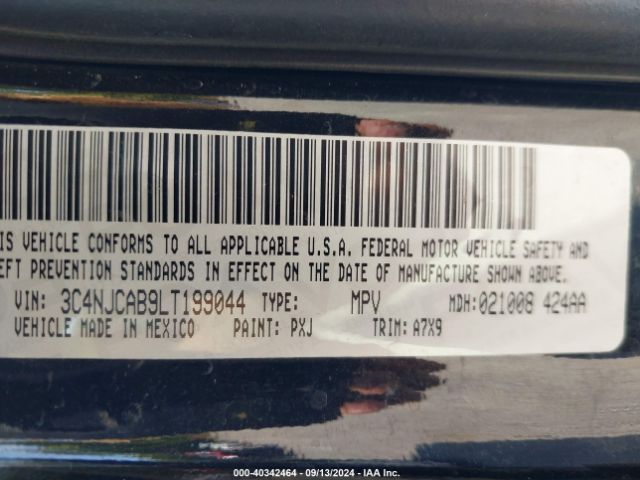 IS VEHICLE CONFORMS TO ALL APPLICABLE U.S.A. FEDERAL MOTOR VEHICLE SAFETY AND
EFT PREVENTION STANDARDS IN EFFECT ON THE DATE OF MANUFACTURE SHOWN ABOVE.
VIN: 3C4NJCAB9LT199044 TYPE: MPV MDH:021008 424AA
VEHICLE MADE IN MEXICO PAINT: PXJ TRIM: A7X9
000-40342464 - 09/13/2024 - IAA Inc.